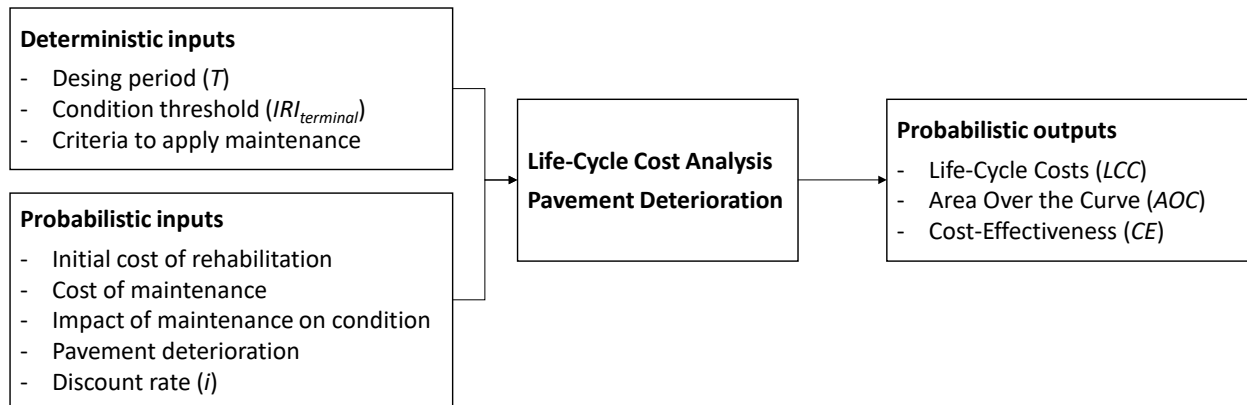 Deterministic inputs
- Desing period (T)
- Condition threshold (IRIterminal)
- Criteria to apply maintenance
Probabilistic inputs
- Initial cost of rehabilitation
- Cost of maintenance
- Impact of maintenance on condition
- Pavement deterioration
- Discount rate (i)
Life-Cycle Cost Analysis
Pavement Deterioration
Probabilistic outputs
- Life-Cycle Costs (LCC)
- Area Over the Curve (AOC)
- Cost-Effectiveness (CE)